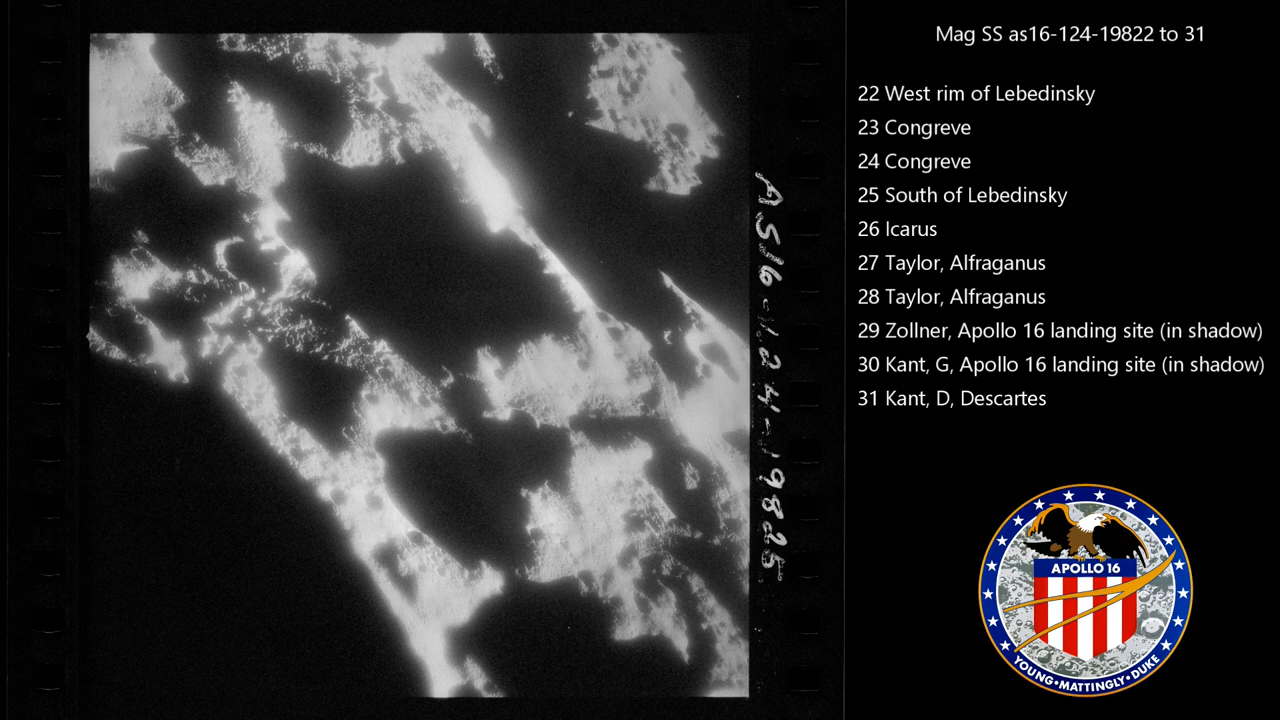 Mag SS as16-124-19822 to 31
22 West rim of Lebedinsky
23 Congreve
24 Congreve
25 South of Lebedinsky
26 Icarus
27 Taylor, Alfraganus
28 Taylor, Alfraganus
29 Zollner, Apollo 16 landing site (in shadow)
30 Kant, G, Apollo 16 landing site (in shadow)
31 Kant, D, Descartes
AS16-124-19825
APOLLO 16
YOUNG•MATTINGLY•DUKE